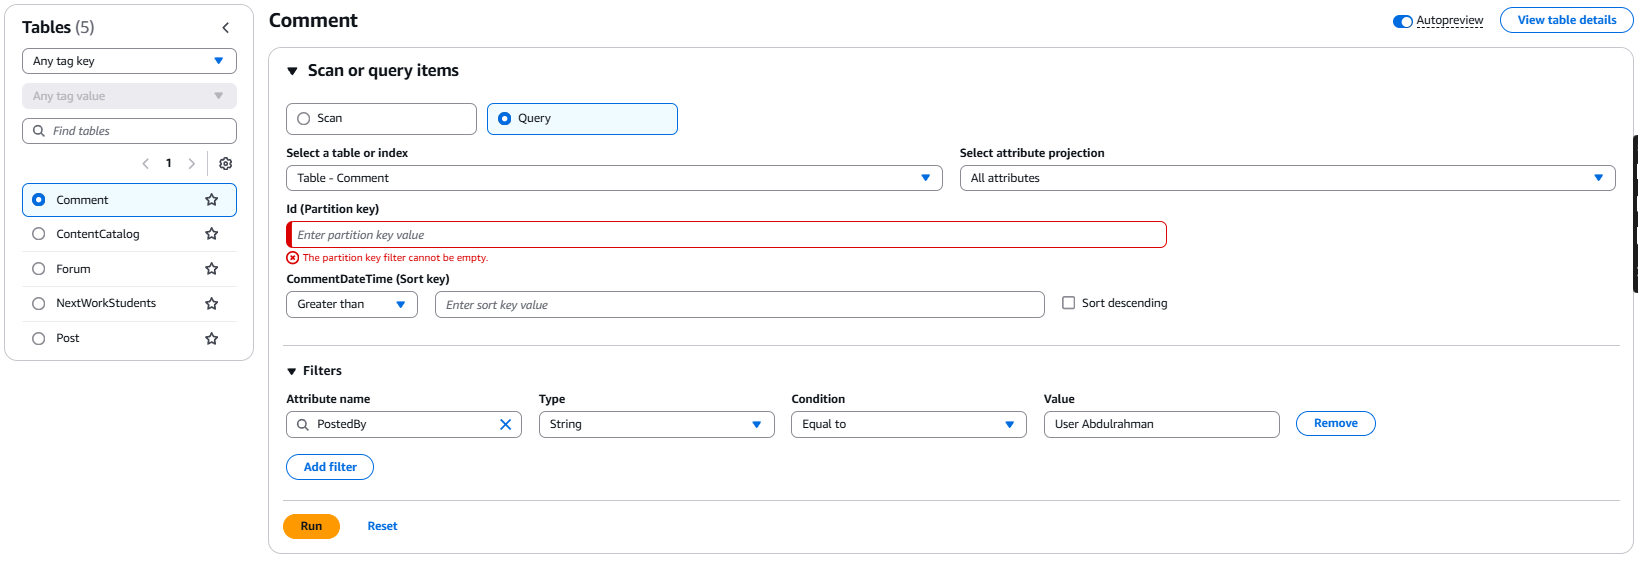 Tables (5)
Any tag key
Any tag value
Find tables
1
Comment
ContentCatalog
Forum
NextWorkStudents
Post
Comment
Autopreview
View table details
Scan or query items
Scan
Query
Select a table or index
Select attribute projection
Table - Comment
All attributes
Id (Partition key)
Enter partition key value
The partition key filter cannot be empty.
CommentDateTime (Sort key)
Greater than
Enter sort key value
Sort descending
Filters
Attribute name
Type
Condition
Value
PostedBy
String
Equal to
User Abdulrahman
Remove
Add filter
Run
Reset